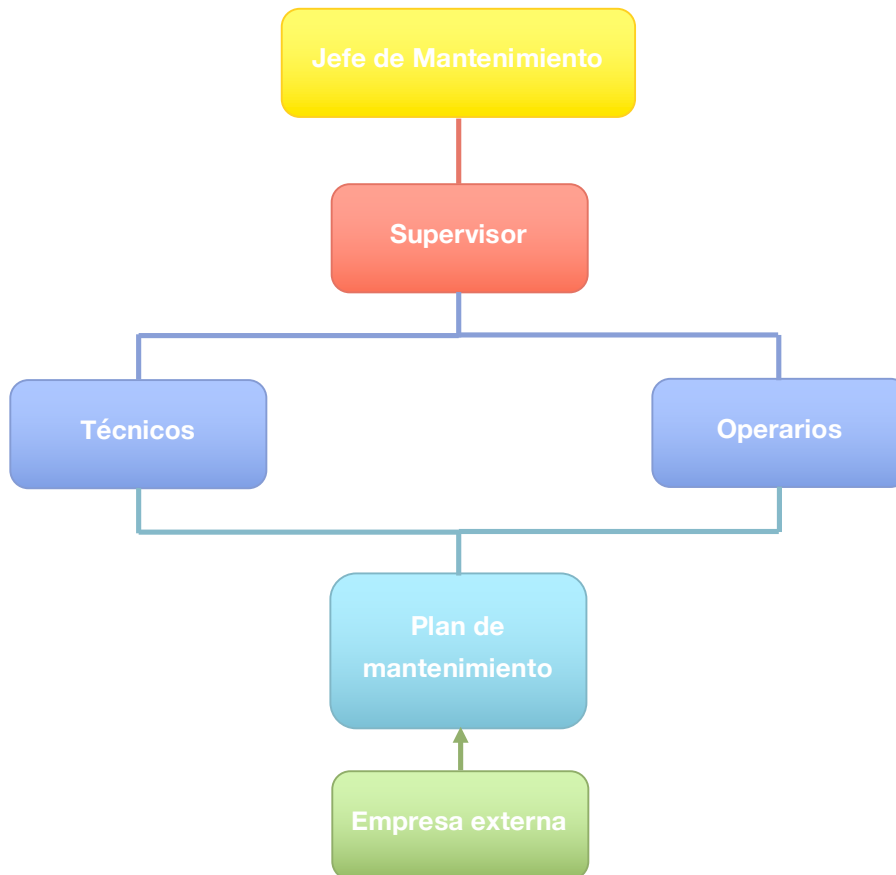 Jefe de Mantenimiento
Supervisor
Técnicos
Operarios
Plan de
mantenimiento
Empresa externa